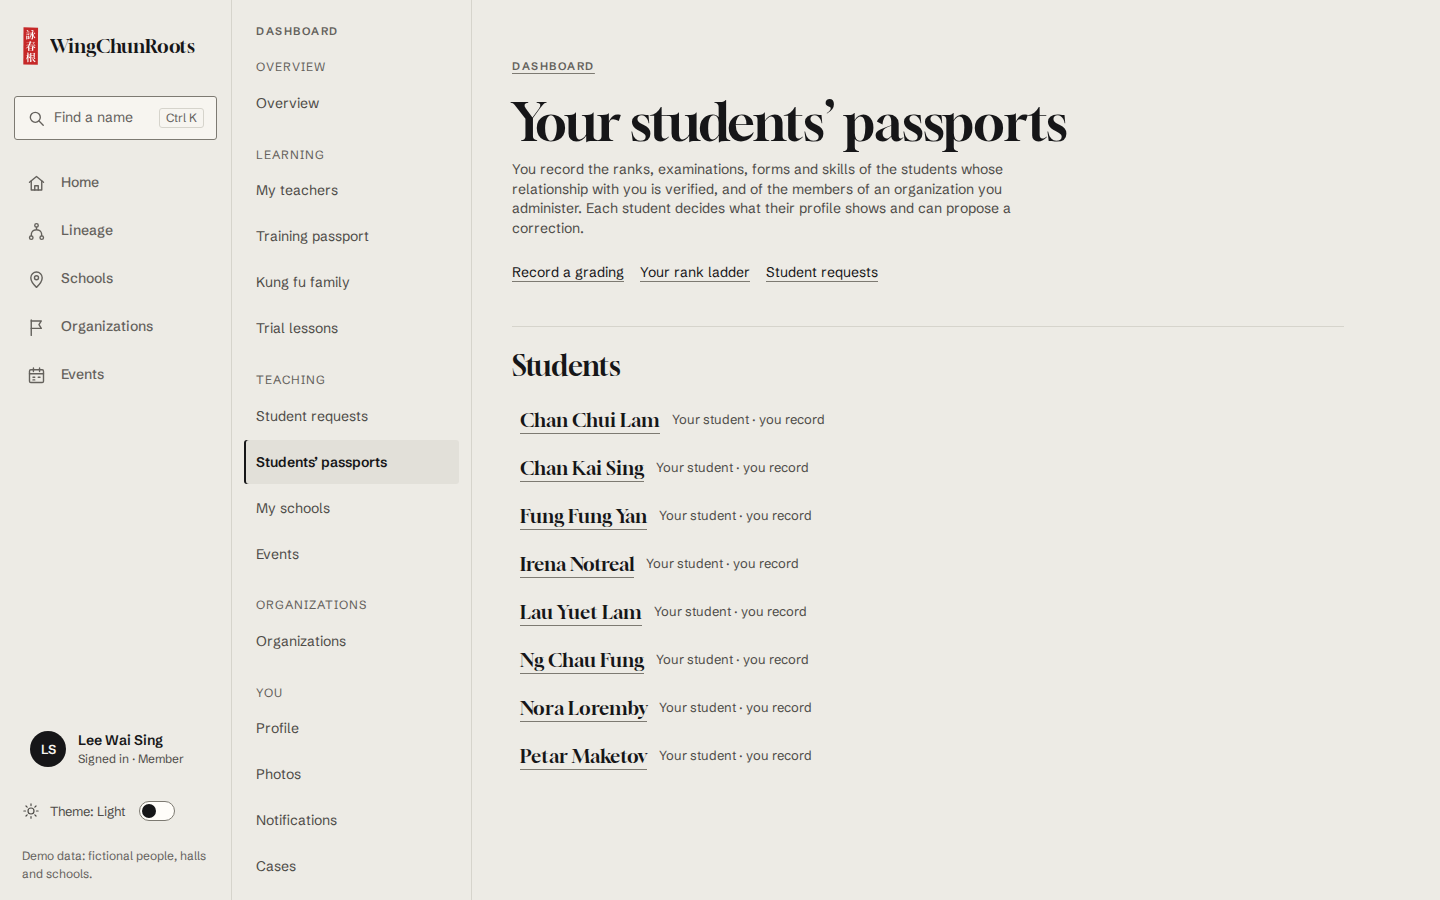 詠春根
WingChunRoots
Find a name
Ctrl K
Home
Lineage
Schools
Organizations
Events
LS
Lee Wai Sing
Signed in · Member
Theme: Light
Demo data: fictional people, halls
and schools.
DASHBOARD
OVERVIEW
Overview
LEARNING
My teachers
Training passport
Kung fu family
Trial lessons
TEACHING
Student requests
Students’ passports
My schools
Events
ORGANIZATIONS
Organizations
YOU
Profile
Photos
Notifications
Cases
DASHBOARD
Your students’ passports
You record the ranks, examinations, forms and skills of the students whose
relationship with you is verified, and of the members of an organization you
administer. Each student decides what their profile shows and can propose a
correction.
Record a grading Your rank ladder Student requests
Students
Chan Chui Lam Your student · you record
Chan Kai Sing Your student · you record
Fung Fung Yan Your student · you record
Irena Notreal Your student · you record
Lau Yuet Lam Your student · you record
Ng Chau Fung Your student · you record
Nora Loremby Your student · you record
Petar Maketov Your student · you record